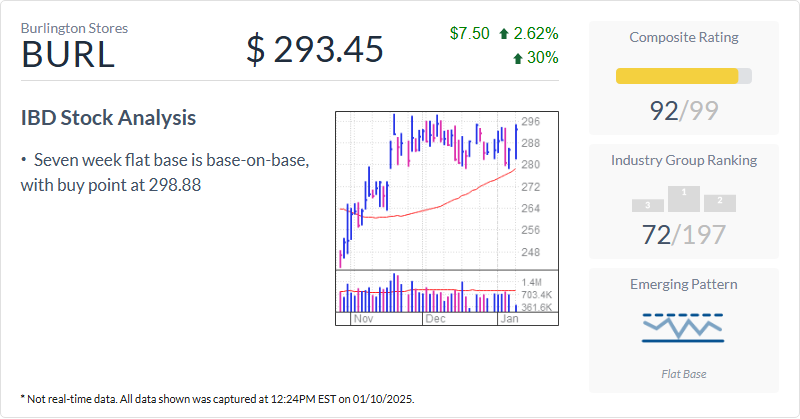 Burlington Stores
BURL
$ 293.45
$7.50 2.62%
30%
IBD Stock Analysis
• Seven week flat base is base-on-base,
with buy point at 298.88
296
288
280
272
264
256
248
1.4M
703.4K
361.6K
Nov Dec Jan
Composite Rating
92/99
Industry Group Ranking
3 1 2
72/197
Emerging Pattern
Flat Base
* Not real-time data. All data shown was captured at 12:24PM EST on 01/10/2025.